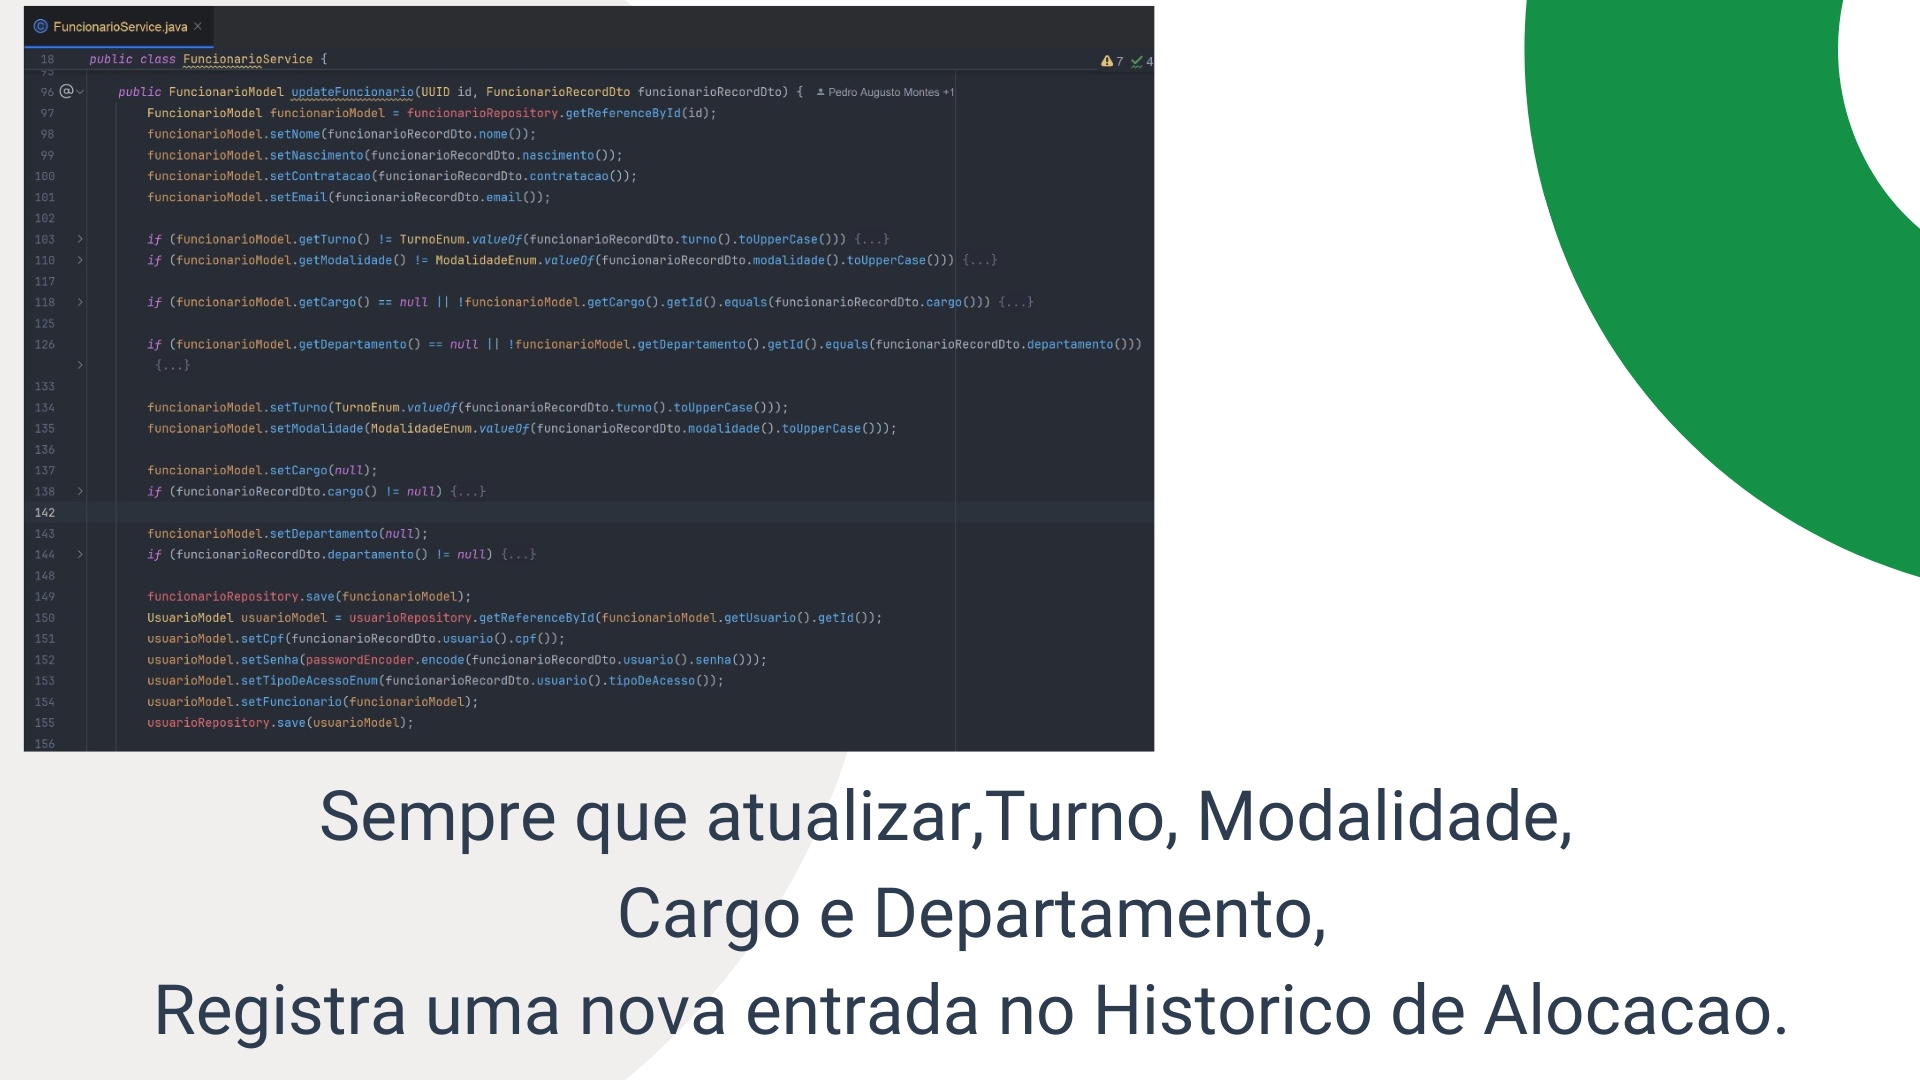 FuncionarioService.java ×
18 public class FuncionarioService { 7 4
95
96 public FuncionarioModel updateFuncionario(UUID id, FuncionarioRecordDto funcionarioRecordDto) { Pedro Augusto Montes +1
97 FuncionarioModel funcionarioModel = funcionarioRepository.getReferenceById(id);
98 funcionarioModel.setNome(funcionarioRecordDto.nome());
99 funcionarioModel.setNascimento(funcionarioRecordDto.nascimento());
100 funcionarioModel.setContratacao(funcionarioRecordDto.contratacao());
101 funcionarioModel.setEmail(funcionarioRecordDto.email());
102
103 if (funcionarioModel.getTurno() != TurnoEnum.valueOf(funcionarioRecordDto.turno().toUpperCase())) {...}
110 if (funcionarioModel.getModalidade() != ModalidadeEnum.valueOf(funcionarioRecordDto.modalidade().toUpperCase())) {...}
117
118 if (funcionarioModel.getCargo() == null || !funcionarioModel.getCargo().getId().equals(funcionarioRecordDto.cargo())) {...}
125
126 if (funcionarioModel.getDepartamento() == null || !funcionarioModel.getDepartamento().getId().equals(funcionarioRecordDto.departamento()))
{...}
133
134 funcionarioModel.setTurno(TurnoEnum.valueOf(funcionarioRecordDto.turno().toUpperCase()));
135 funcionarioModel.setModalidade(ModalidadeEnum.valueOf(funcionarioRecordDto.modalidade().toUpperCase()));
136
137 funcionarioModel.setCargo(null);
138 if (funcionarioRecordDto.cargo() != null) {...}
142
143 funcionarioModel.setDepartamento(null);
144 if (funcionarioRecordDto.departamento() != null) {...}
148
149 funcionarioRepository.save(funcionarioModel);
150 UsuarioModel usuarioModel = usuarioRepository.getReferenceById(funcionarioModel.getUsuario().getId());
151 usuarioModel.setCpf(funcionarioRecordDto.usuario().cpf());
152 usuarioModel.setSenha(passwordEncoder.encode(funcionarioRecordDto.usuario().senha()));
153 usuarioModel.setTipoDeAcessoEnum(funcionarioRecordDto.usuario().tipoDeAcesso());
154 usuarioModel.setFuncionario(funcionarioModel);
155 usuarioRepository.save(usuarioModel);
156
Sempre que atualizar,Turno, Modalidade,
Cargo e Departamento,
Registra uma nova entrada no Historico de Alocacao.